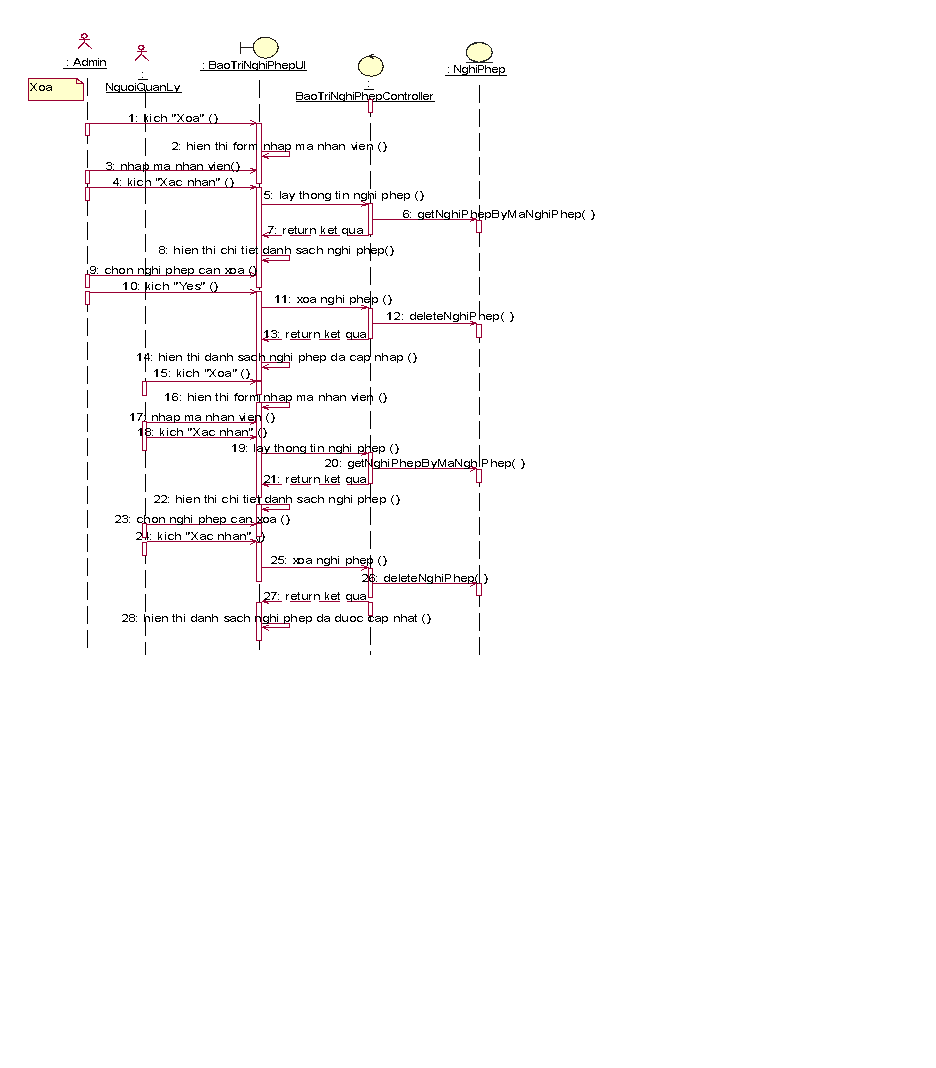 : Admin
:
NguoiQuanLy
: BaoTriNghiPhepUI
:
BaoTriNghiPhepController
: NghiPhep
Xoa
1: kich "Xoa" ()
2: hien thi form nhap ma nhan vien ()
3: nhap ma nhan vien()
4: kich "Xac nhan" ()
5: lay thong tin nghi phep ()
6: getNghiPhepByMaNghiPhep( )
7: return ket qua
8: hien thi chi tiet danh sach nghi phep()
9: chon nghi phep can xoa ()
10: kich "Yes" ()
11: xoa nghi phep ()
12: deleteNghiPhep( )
13: return ket qua
14: hien thi danh sach nghi phep da cap nhap ()
15: kich "Xoa" ()
16: hien thi form nhap ma nhan vien ()
17: nhap ma nhan vien ()
18: kich "Xac nhan" ()
19: lay thong tin nghi phep ()
20: getNghiPhepByMaNghiPhep( )
21: return ket qua
22: hien thi chi tiet danh sach nghi phep ()
23: chon nghi phep can xoa ()
24: kich "Xac nhan" ()
25: xoa nghi phep ()
26: deleteNghiPhep( )
27: return ket qua
28: hien thi danh sach nghi phep da duoc cap nhat ()